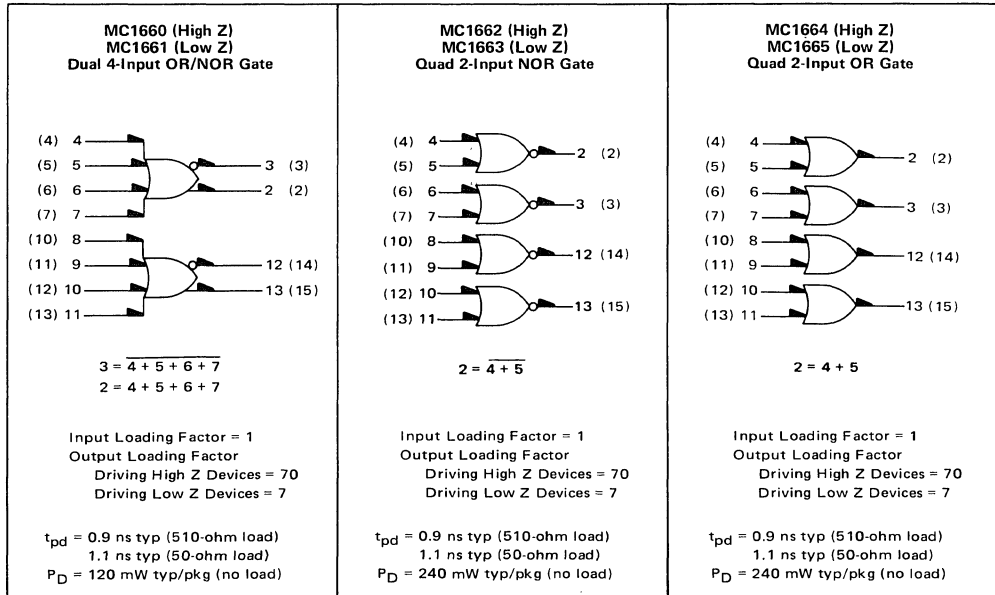 MC1660 (High Z)
MC1661 (Low Z)
Dual 4-Input OR/NOR Gate
(4) 4
(5) 5
3 (3)
(6) 6
2 (2)
(7) 7
(10) 8
(11) 9
12 (14)
(12) 10
13 (15)
(13) 11
3 = 4 + 5 + 6 + 7
2 = 4 + 5 + 6 + 7
Input Loading Factor = 1
Output Loading Factor
Driving High Z Devices = 70
Driving Low Z Devices = 7
tpd = 0.9 ns typ (510-ohm load)
1.1 ns typ (50-ohm load)
PD = 120 mW typ/pkg (no load)
MC1662 (High Z)
MC1663 (Low Z)
Quad 2-Input NOR Gate
(4) 4
2 (2)
(5) 5
(6) 6
3 (3)
(7) 7
(10) 8
12 (14)
(11) 9
(12) 10
13 (15)
(13) 11
2 = 4 + 5
Input Loading Factor = 1
Output Loading Factor
Driving High Z Devices = 70
Driving Low Z Devices = 7
tpd = 0.9 ns typ (510-ohm load)
1.1 ns typ (50-ohm load)
PD = 240 mW typ/pkg (no load)
MC1664 (High Z)
MC1665 (Low Z)
Quad 2-Input OR Gate
(4) 4
2 (2)
(5) 5
(6) 6
3 (3)
(7) 7
(10) 8
12 (14)
(11) 9
(12) 10
13 (15)
(13) 11
2 = 4 + 5
Input Loading Factor = 1
Output Loading Factor
Driving High Z Devices = 70
Driving Low Z Devices = 7
tpd = 0.9 ns typ (510-ohm load)
1.1 ns typ (50-ohm load)
PD = 240 mW typ/pkg (no load)